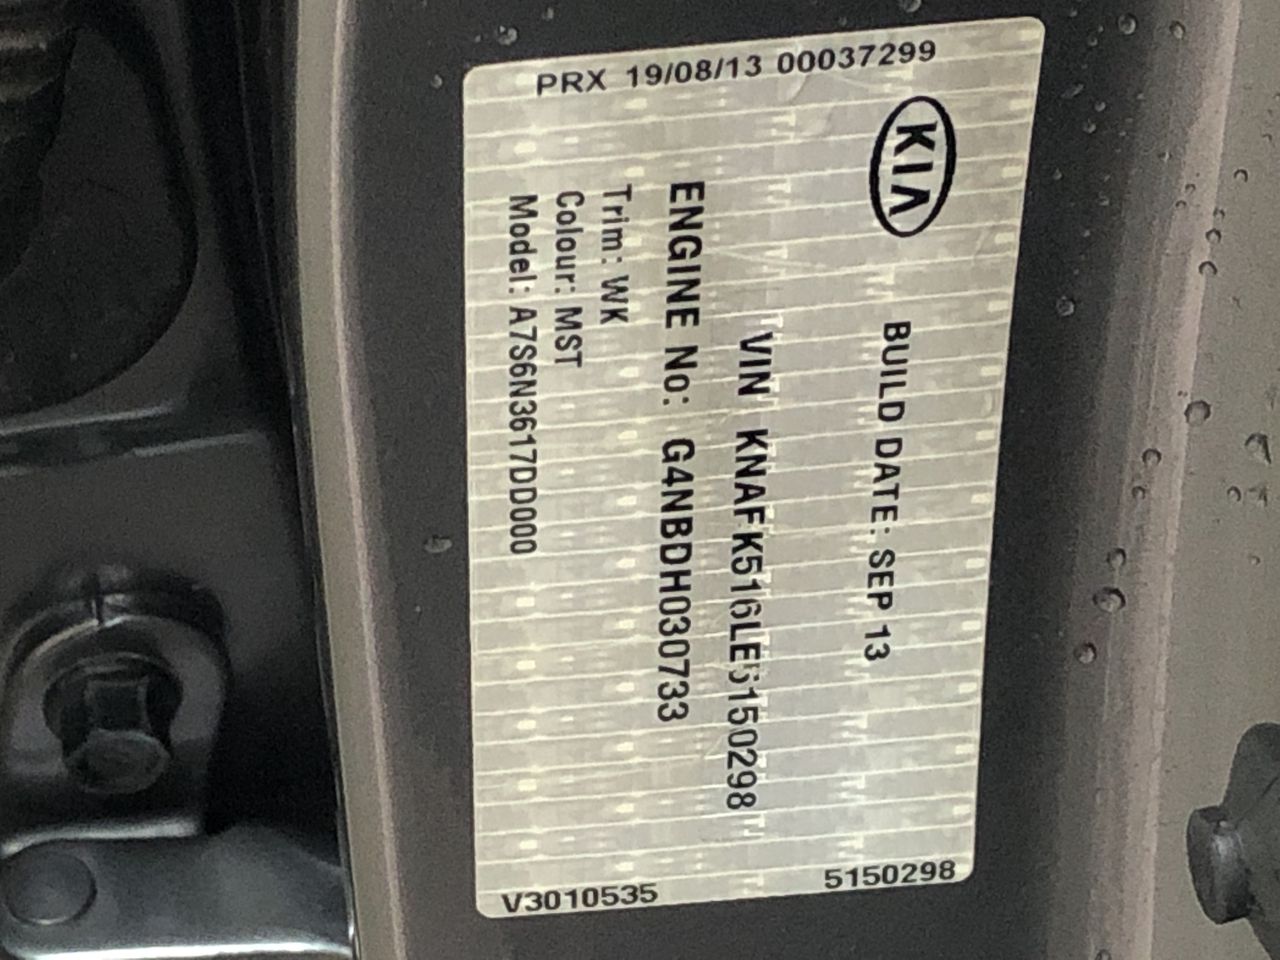 PRX 19/08/13 00037299
KIA
BUILD DATE: SEP 13
VIN KNAFK516LE5150298
ENGINE No: G4NBDH030733
Trim: WK
Colour: MST
Model: A7S6N3617DD000
V3010535
5150298